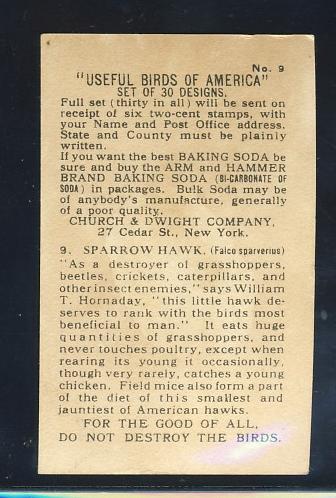 No. 9
"USEFUL BIRDS OF AMERICA"
SET OF 30 DESIGNS.
Full set (thirty in all) will be sent on
receipt of six two-cent stamps, with
your Name and Post Office address.
State and County must be plainly
written.
If you want the best BAKING SODA be
sure and buy the ARM and HAMMER
BRAND BAKING SODA (BI-CARBONATE OF
SODA) in packages. Bulk Soda may be
of anybody's manufacture, generally
of a poor quality.
CHURCH & DWIGHT COMPANY,
27 Cedar St., New York.
9. SPARROW HAWK. (Falco sparverius)
"As a destroyer of grasshoppers,
beetles, crickets, caterpillars, and
other insect enemies," says William
T. Hornaday, "this little hawk de-
serves to rank with the birds most
beneficial to man." It eats huge
quantities of grasshoppers, and
never touches poultry, except when
rearing its young it occasionally,
though very rarely, catches a young
chicken. Field mice also form a part
of the diet of this smallest and
jauntiest of American hawks.
FOR THE GOOD OF ALL,
DO NOT DESTROY THE BIRDS.